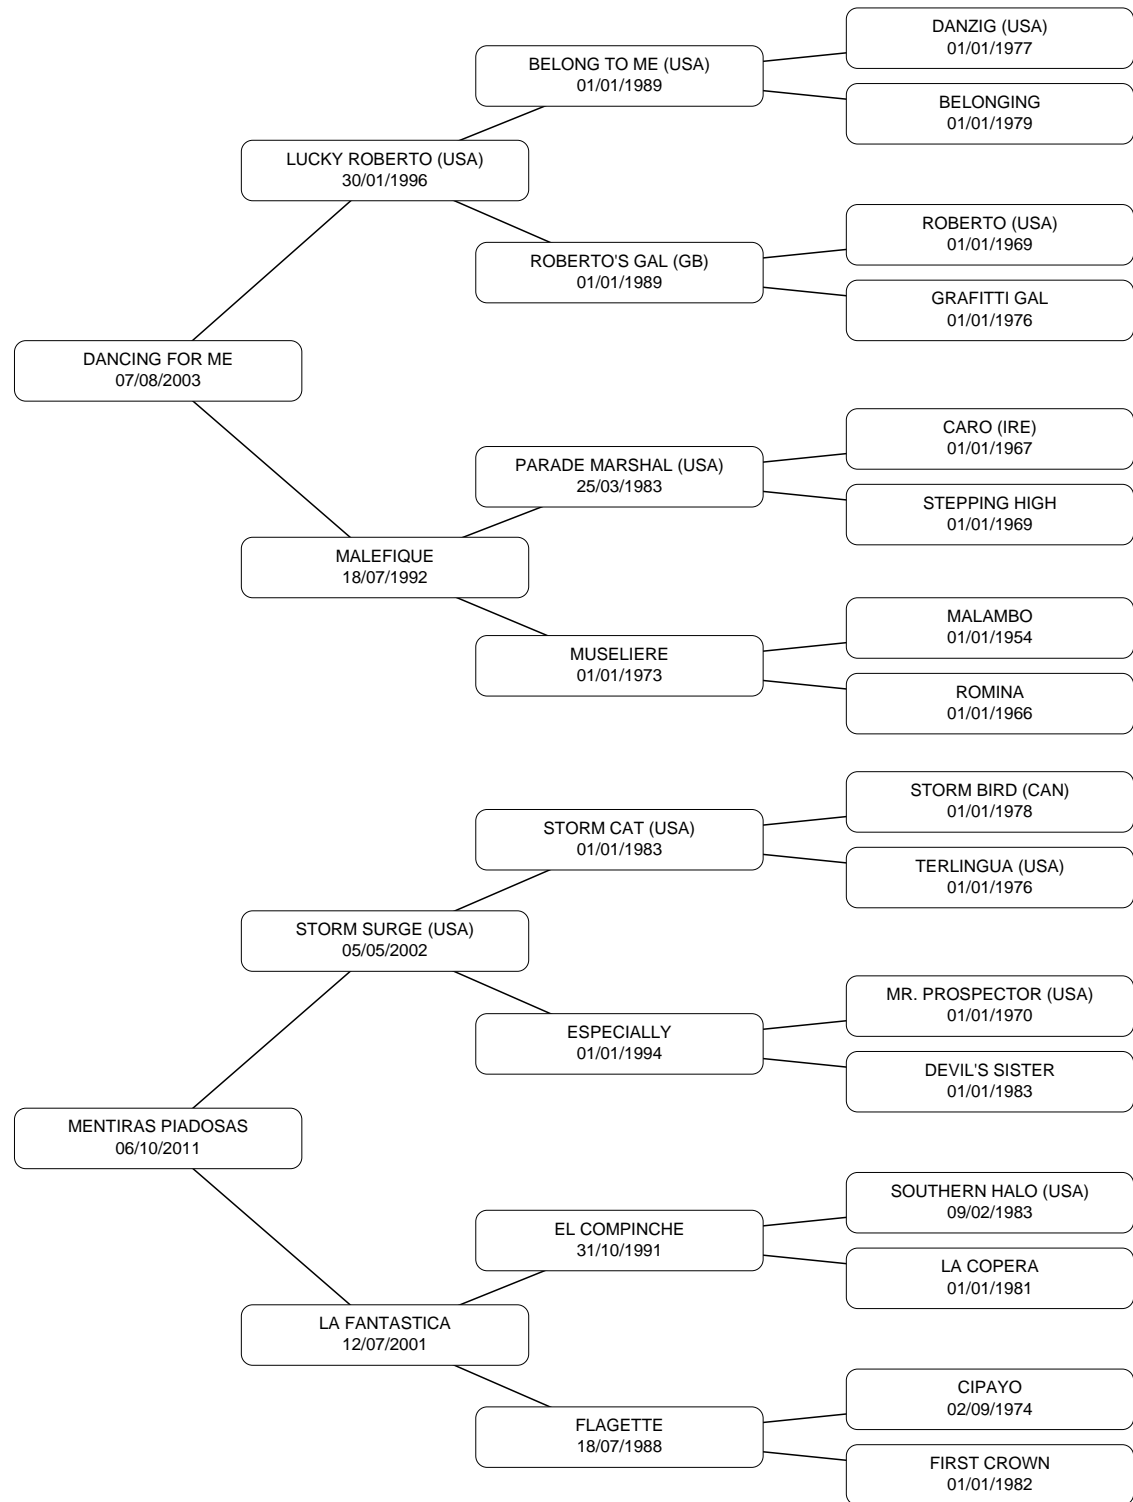 DANZIG (USA)
01/01/1977
BELONG TO ME (USA)
01/01/1989
BELONGING
01/01/1979
LUCKY ROBERTO (USA)
30/01/1996
ROBERTO (USA)
01/01/1969
ROBERTO'S GAL (GB)
01/01/1989
GRAFITTI GAL
01/01/1976
DANCING FOR ME
07/08/2003
CARO (IRE)
01/01/1967
PARADE MARSHAL (USA)
25/03/1983
STEPPING HIGH
01/01/1969
MALEFIQUE
18/07/1992
MALAMBO
01/01/1954
MUSELIERE
01/01/1973
ROMINA
01/01/1966
STORM BIRD (CAN)
01/01/1978
STORM CAT (USA)
01/01/1983
TERLINGUA (USA)
01/01/1976
STORM SURGE (USA)
05/05/2002
MR. PROSPECTOR (USA)
01/01/1970
ESPECIALLY
01/01/1994
DEVIL'S SISTER
01/01/1983
MENTIRAS PIADOSAS
06/10/2011
SOUTHERN HALO (USA)
09/02/1983
EL COMPINCHE
31/10/1991
LA COPERA
01/01/1981
LA FANTASTICA
12/07/2001
CIPAYO
02/09/1974
FLAGETTE
18/07/1988
FIRST CROWN
01/01/1982